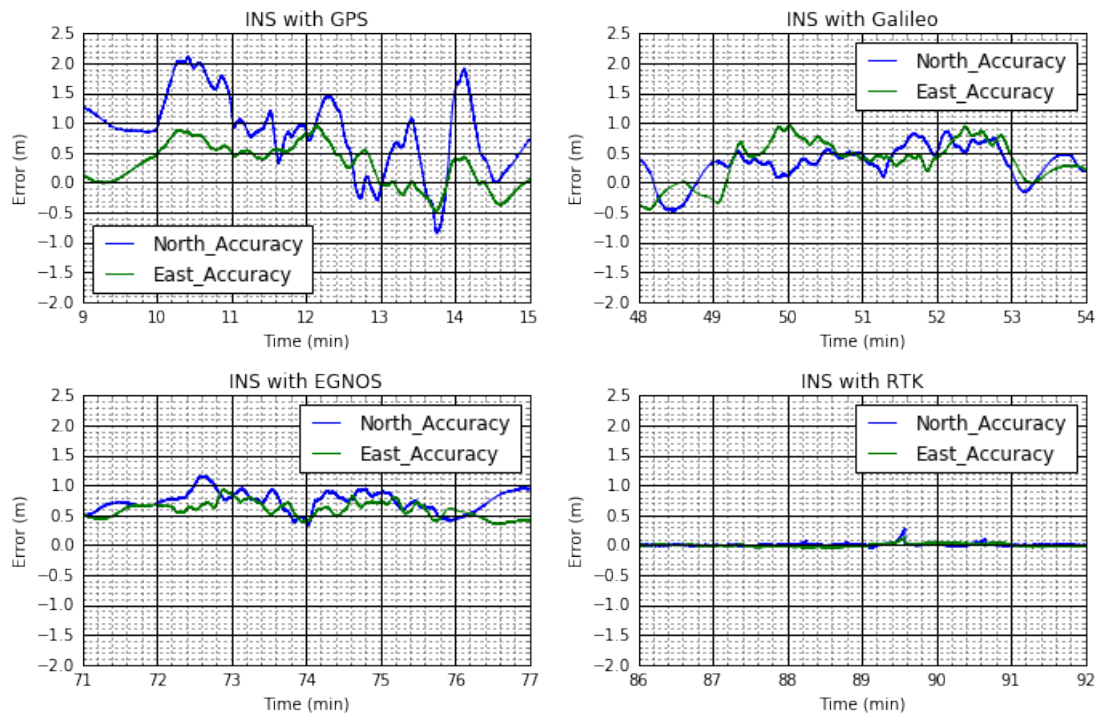 INS with GPS
2.5
2.0
1.5
1.0
0.5
0.0
−0.5
−1.0
−1.5
−2.0
Error (m)
North_Accuracy
East_Accuracy
9 10 11 12 13 14 15
Time (min)
INS with Galileo
2.5
2.0
1.5
1.0
0.5
0.0
−0.5
−1.0
−1.5
−2.0
Error (m)
North_Accuracy
East_Accuracy
48 49 50 51 52 53 54
Time (min)
INS with EGNOS
2.5
2.0
1.5
1.0
0.5
0.0
−0.5
−1.0
−1.5
−2.0
Error (m)
North_Accuracy
East_Accuracy
71 72 73 74 75 76 77
Time (min)
INS with RTK
2.5
2.0
1.5
1.0
0.5
0.0
−0.5
−1.0
−1.5
−2.0
Error (m)
North_Accuracy
East_Accuracy
86 87 88 89 90 91 92
Time (min)